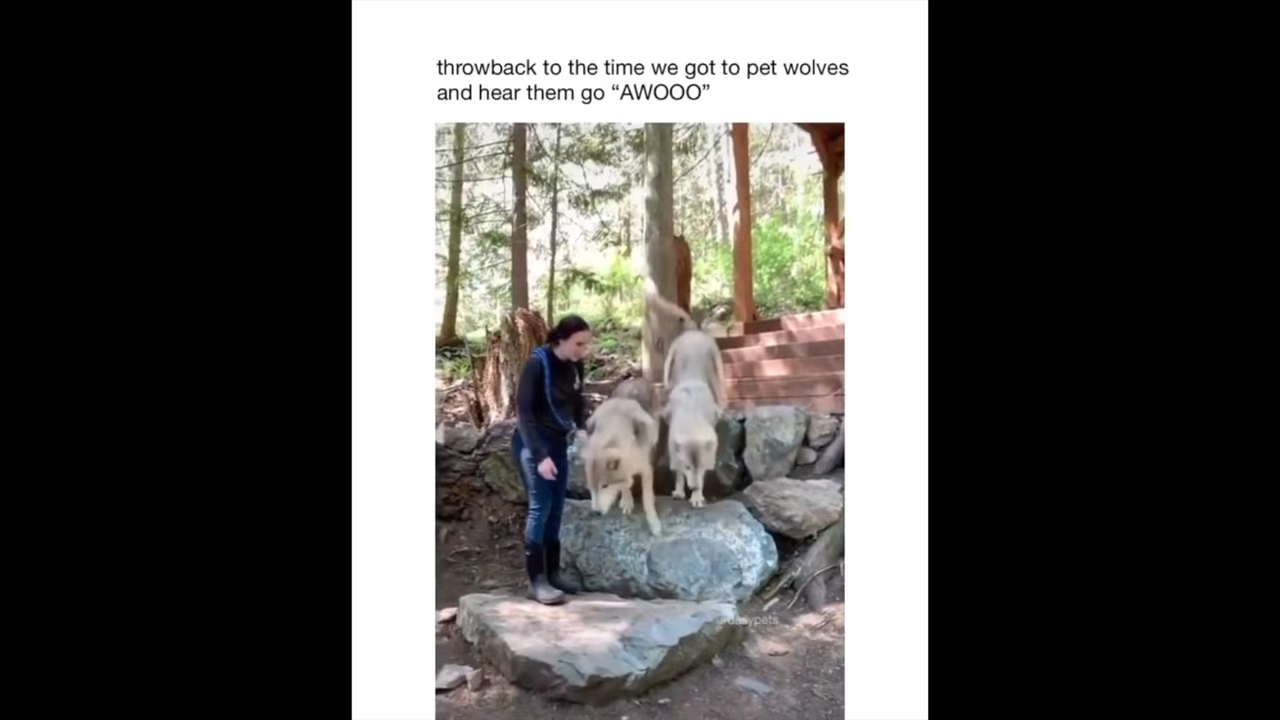 throwback to the time we got to pet wolves
and hear them go “AWOOO”